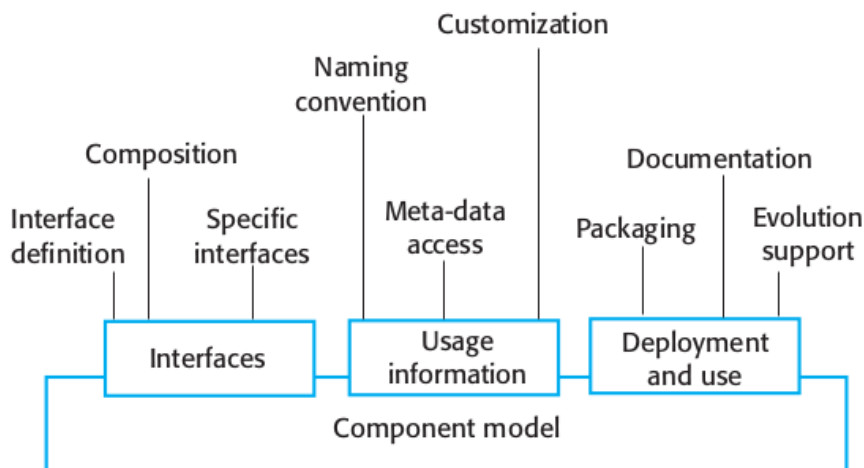 Customization
Naming
convention
Composition
Documentation
Interface
definition
Specific
interfaces
Meta-data
access
Packaging
Evolution
support
Interfaces
Usage
information
Deployment
and use
Component model